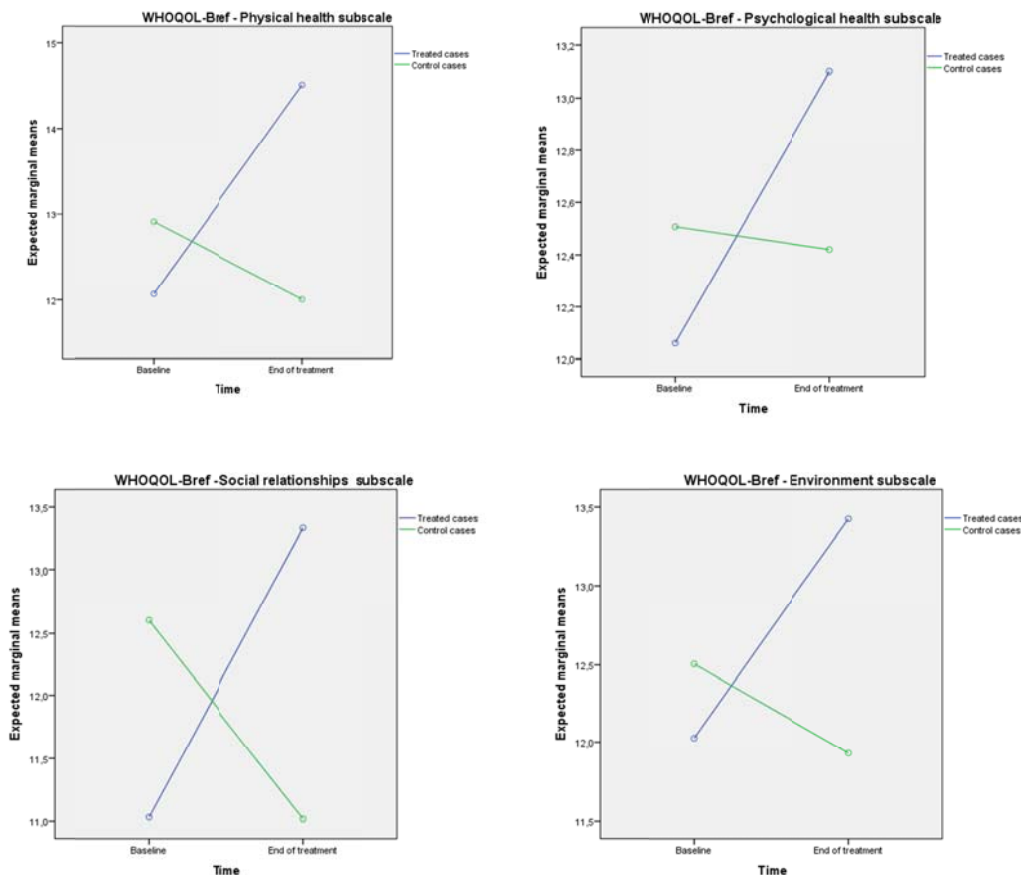 WHOQOL-Bref - Physical health subscale
Treated cases
Control cases
15
14
13
12
Expected marginal means
Baseline
End of treatment
Time
WHOQOL-Bref - Psychological health subscale
Treated cases
Control cases
13,2
13,0
12,8
12,6
12,4
12,2
12,0
Expected marginal means
Baseline
End of treatment
Time
WHOQOL-Bref -Social relationships subscale
Treated cases
Control cases
13,5
13,0
12,5
12,0
11,5
11,0
Expected marginal means
Baseline
End of treatment
Time
WHOQOL-Bref - Environment subscale
Treated cases
Control cases
13,5
13,0
12,5
12,0
11,5
Expected marginal means
Baseline
End of treatment
Time